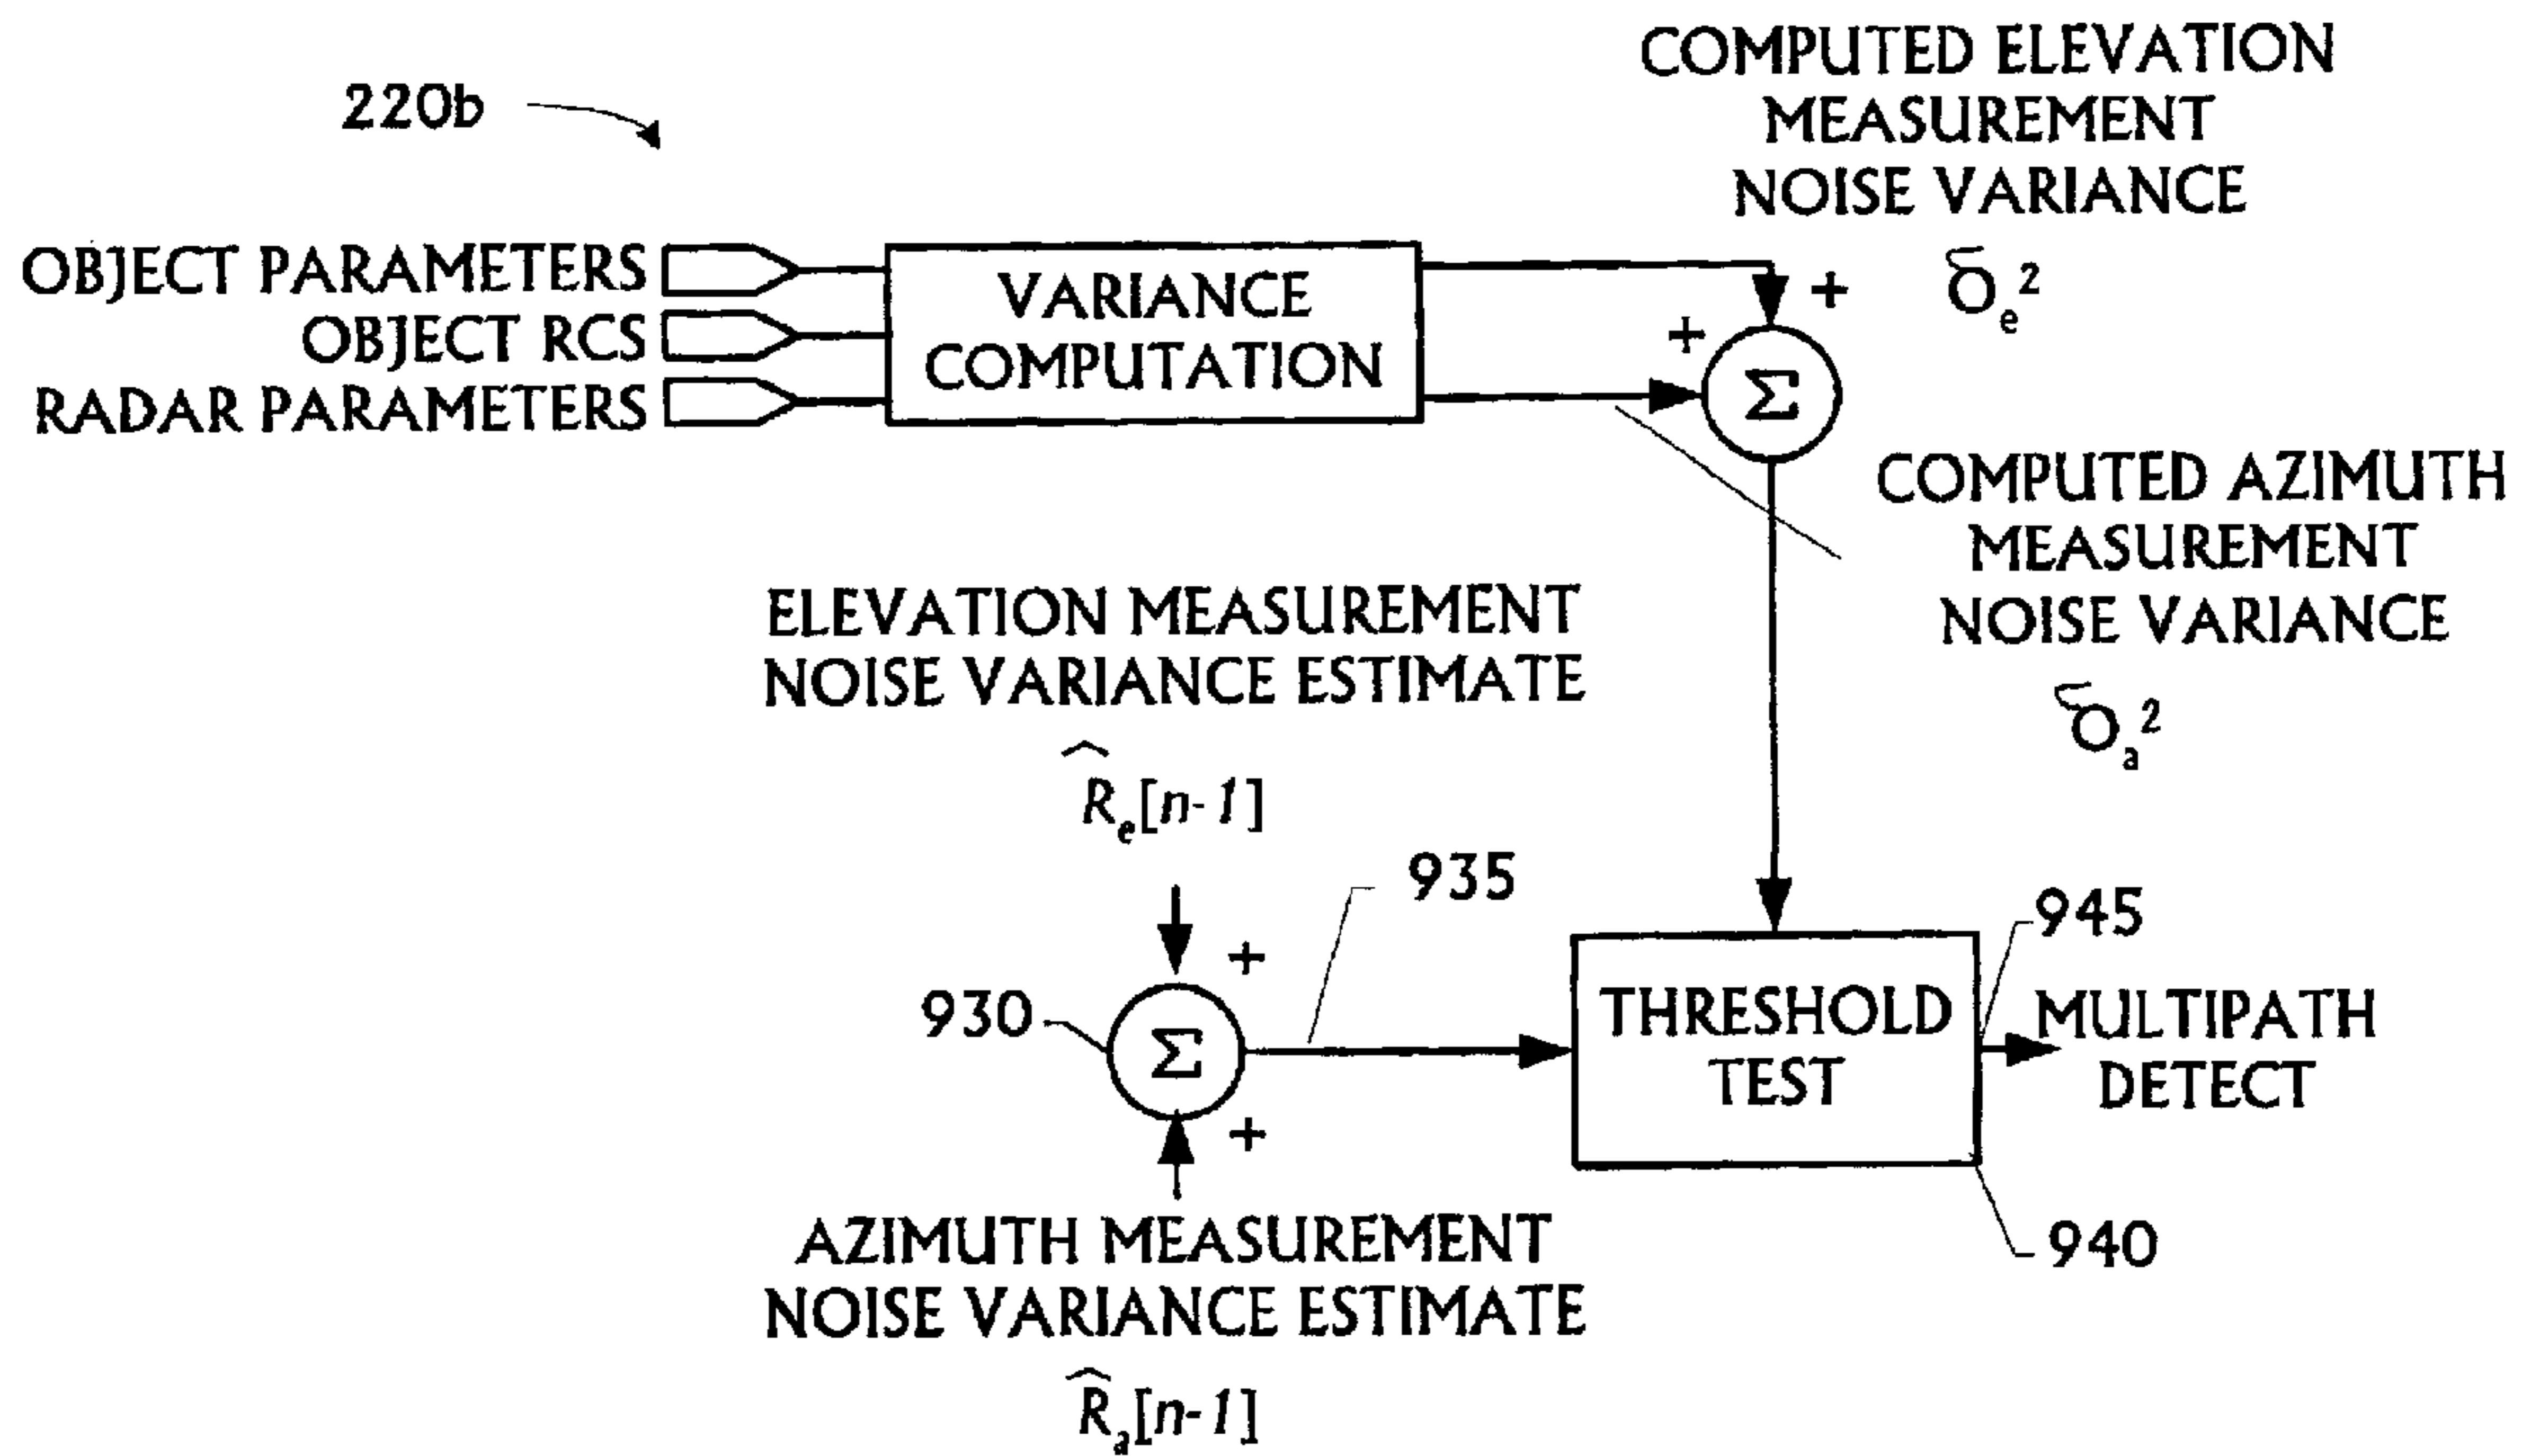 220b
COMPUTED ELEVATION
MEASUREMENT
NOISE VARIANCE
σe²
+
+
OBJECT PARAMETERS
OBJECT RCS
RADAR PARAMETERS
VARIANCE
COMPUTATION
Σ
COMPUTED AZIMUTH
MEASUREMENT
NOISE VARIANCE
σa²
ELEVATION MEASUREMENT
NOISE VARIANCE ESTIMATE
R̂e[n-1]
935
945
+
930
Σ
+
THRESHOLD
TEST
MULTIPATH
DETECT
940
AZIMUTH MEASUREMENT
NOISE VARIANCE ESTIMATE
R̂a[n-1]